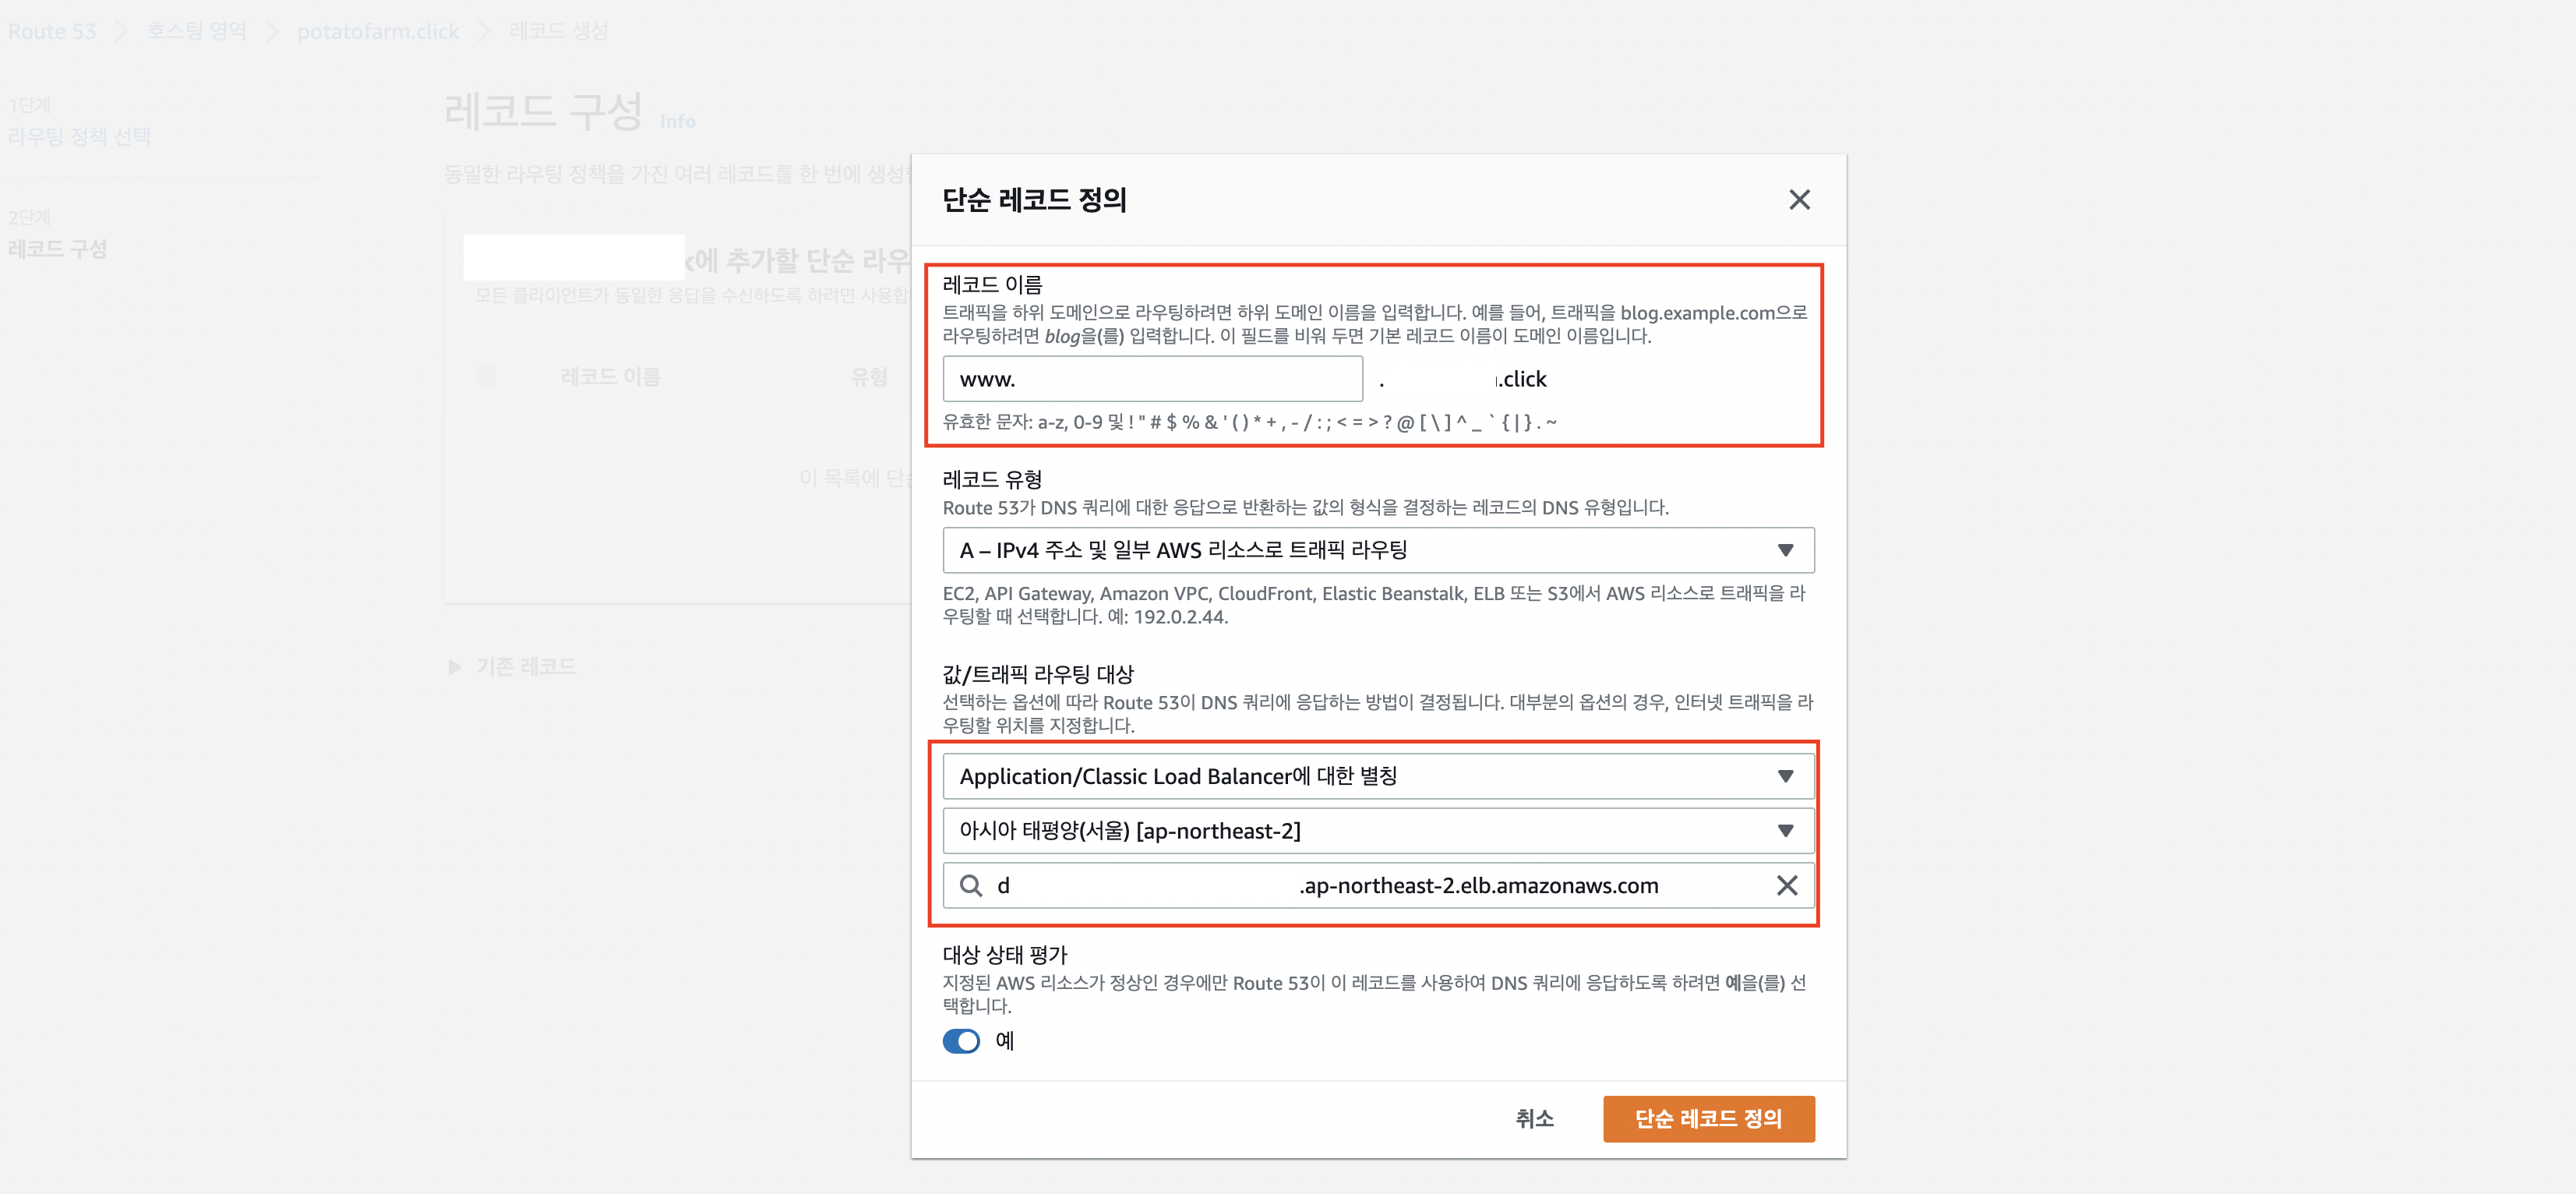 Route 53 > 호스팅 영역 > potatofarm.click > 레코드 생성
1단계
라우팅 정책 선택
2단계
레코드 구성
레코드 구성 Info
동일한 라우팅 정책을 가진 여러 레코드를 한 번에 생성
에 추가할 단순 라우
모든 클라이언트가 동일한 응답을 수신하도록 하려면 사용합
레코드 이름 유형
이 목록에 단순
기존 레코드
단순 레코드 정의
레코드 이름
트래픽을 하위 도메인으로 라우팅하려면 하위 도메인 이름을 입력합니다. 예를 들어, 트래픽을 blog.example.com으로
라우팅하려면 blog을(를) 입력합니다. 이 필드를 비워 두면 기본 레코드 이름이 도메인 이름입니다.
www. . .click
유효한 문자: a-z, 0-9 및 ! " # $ % & ' ( ) * + , - / : ; < = > ? @ [ \ ] ^ _ ` { | } . ~
레코드 유형
Route 53가 DNS 쿼리에 대한 응답으로 반환하는 값의 형식을 결정하는 레코드의 DNS 유형입니다.
A – IPv4 주소 및 일부 AWS 리소스로 트래픽 라우팅
EC2, API Gateway, Amazon VPC, CloudFront, Elastic Beanstalk, ELB 또는 S3에서 AWS 리소스로 트래픽을 라
우팅할 때 선택합니다. 예: 192.0.2.44.
값/트래픽 라우팅 대상
선택하는 옵션에 따라 Route 53이 DNS 쿼리에 응답하는 방법이 결정됩니다. 대부분의 옵션의 경우, 인터넷 트래픽을 라
우팅할 위치를 지정합니다.
Application/Classic Load Balancer에 대한 별칭
아시아 태평양(서울) [ap-northeast-2]
d .ap-northeast-2.elb.amazonaws.com
대상 상태 평가
지정된 AWS 리소스가 정상인 경우에만 Route 53이 이 레코드를 사용하여 DNS 쿼리에 응답하도록 하려면 예을(를) 선
택합니다.
예
취소
단순 레코드 정의